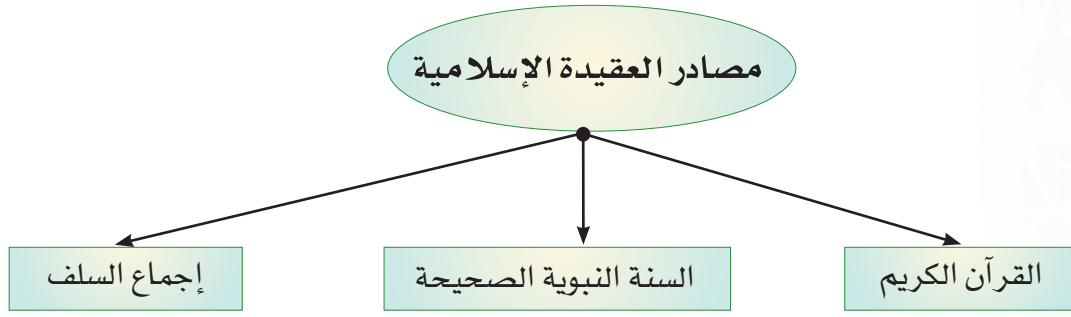 مصادر العقيدة الإسلامية
القرآن الكريم
السنة النبوية الصحيحة
إجماع السلف